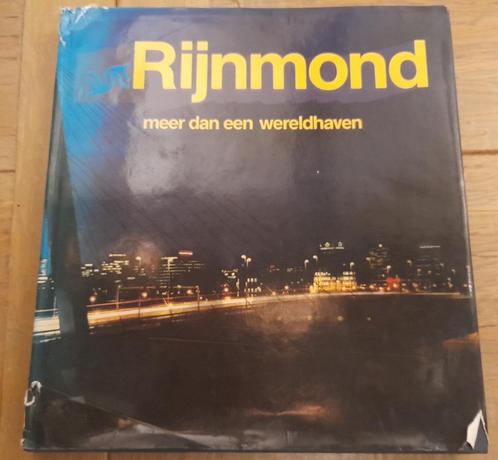 Rijnmond
meer dan een wereldhaven